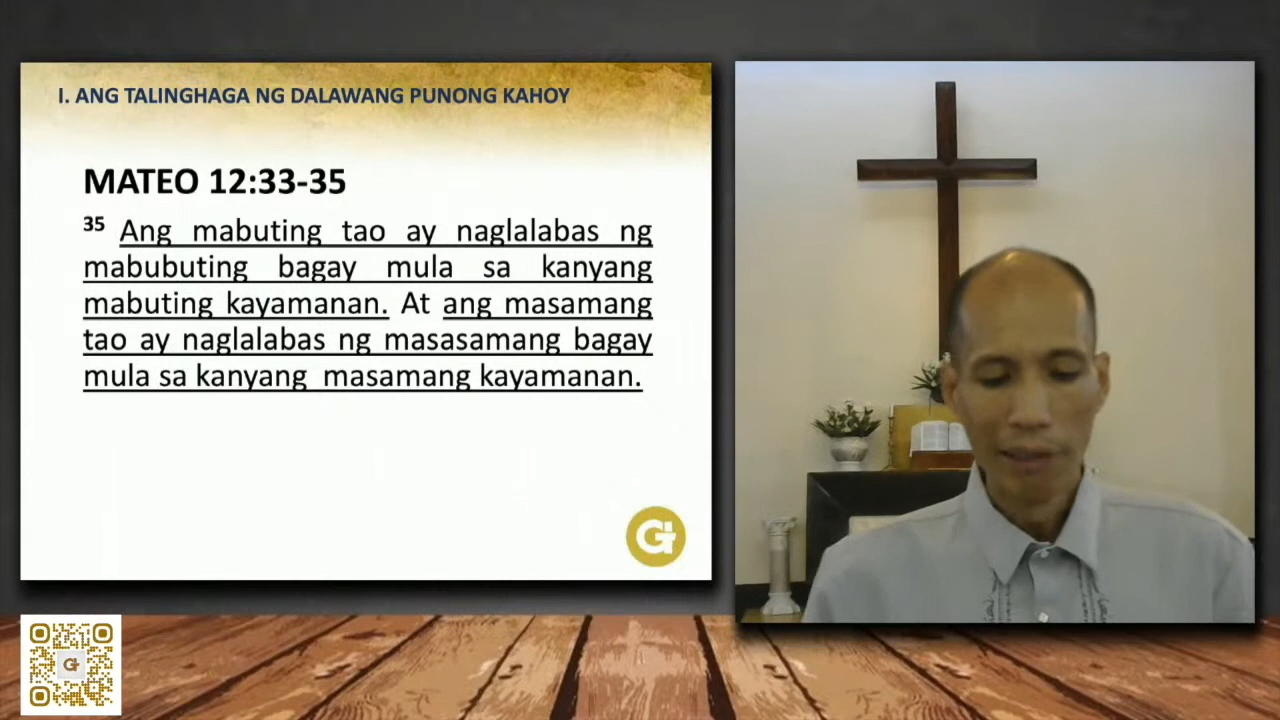 I. ANG TALINGHAGA NG DALAWANG PUNONG KAHOY
MATEO 12:33-35
35 Ang mabuting tao ay naglalabas ng
mabubuting bagay mula sa kanyang
mabuting kayamanan. At ang masamang
tao ay naglalabas ng masasamang bagay
mula sa kanyang masamang kayamanan.